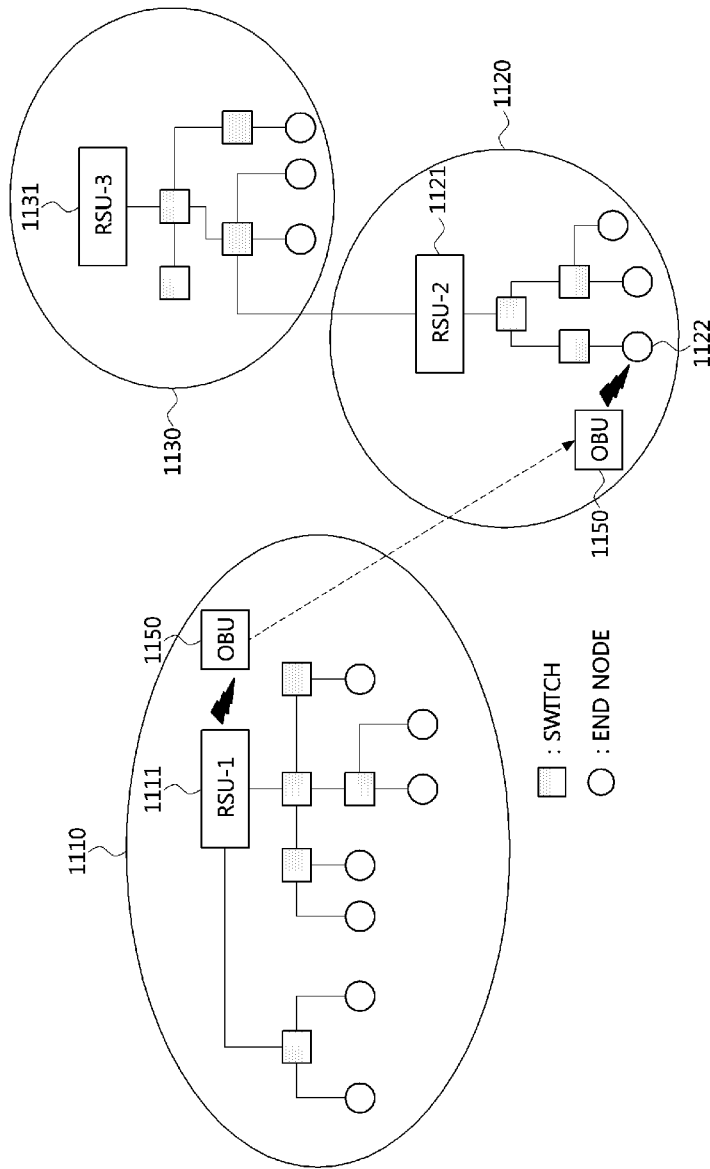 1110
1111
RSU-1
1150
OBU
1130
1131
RSU-3
1120
1121
RSU-2
OBU
1150
1122
: SWITCH
: END NODE